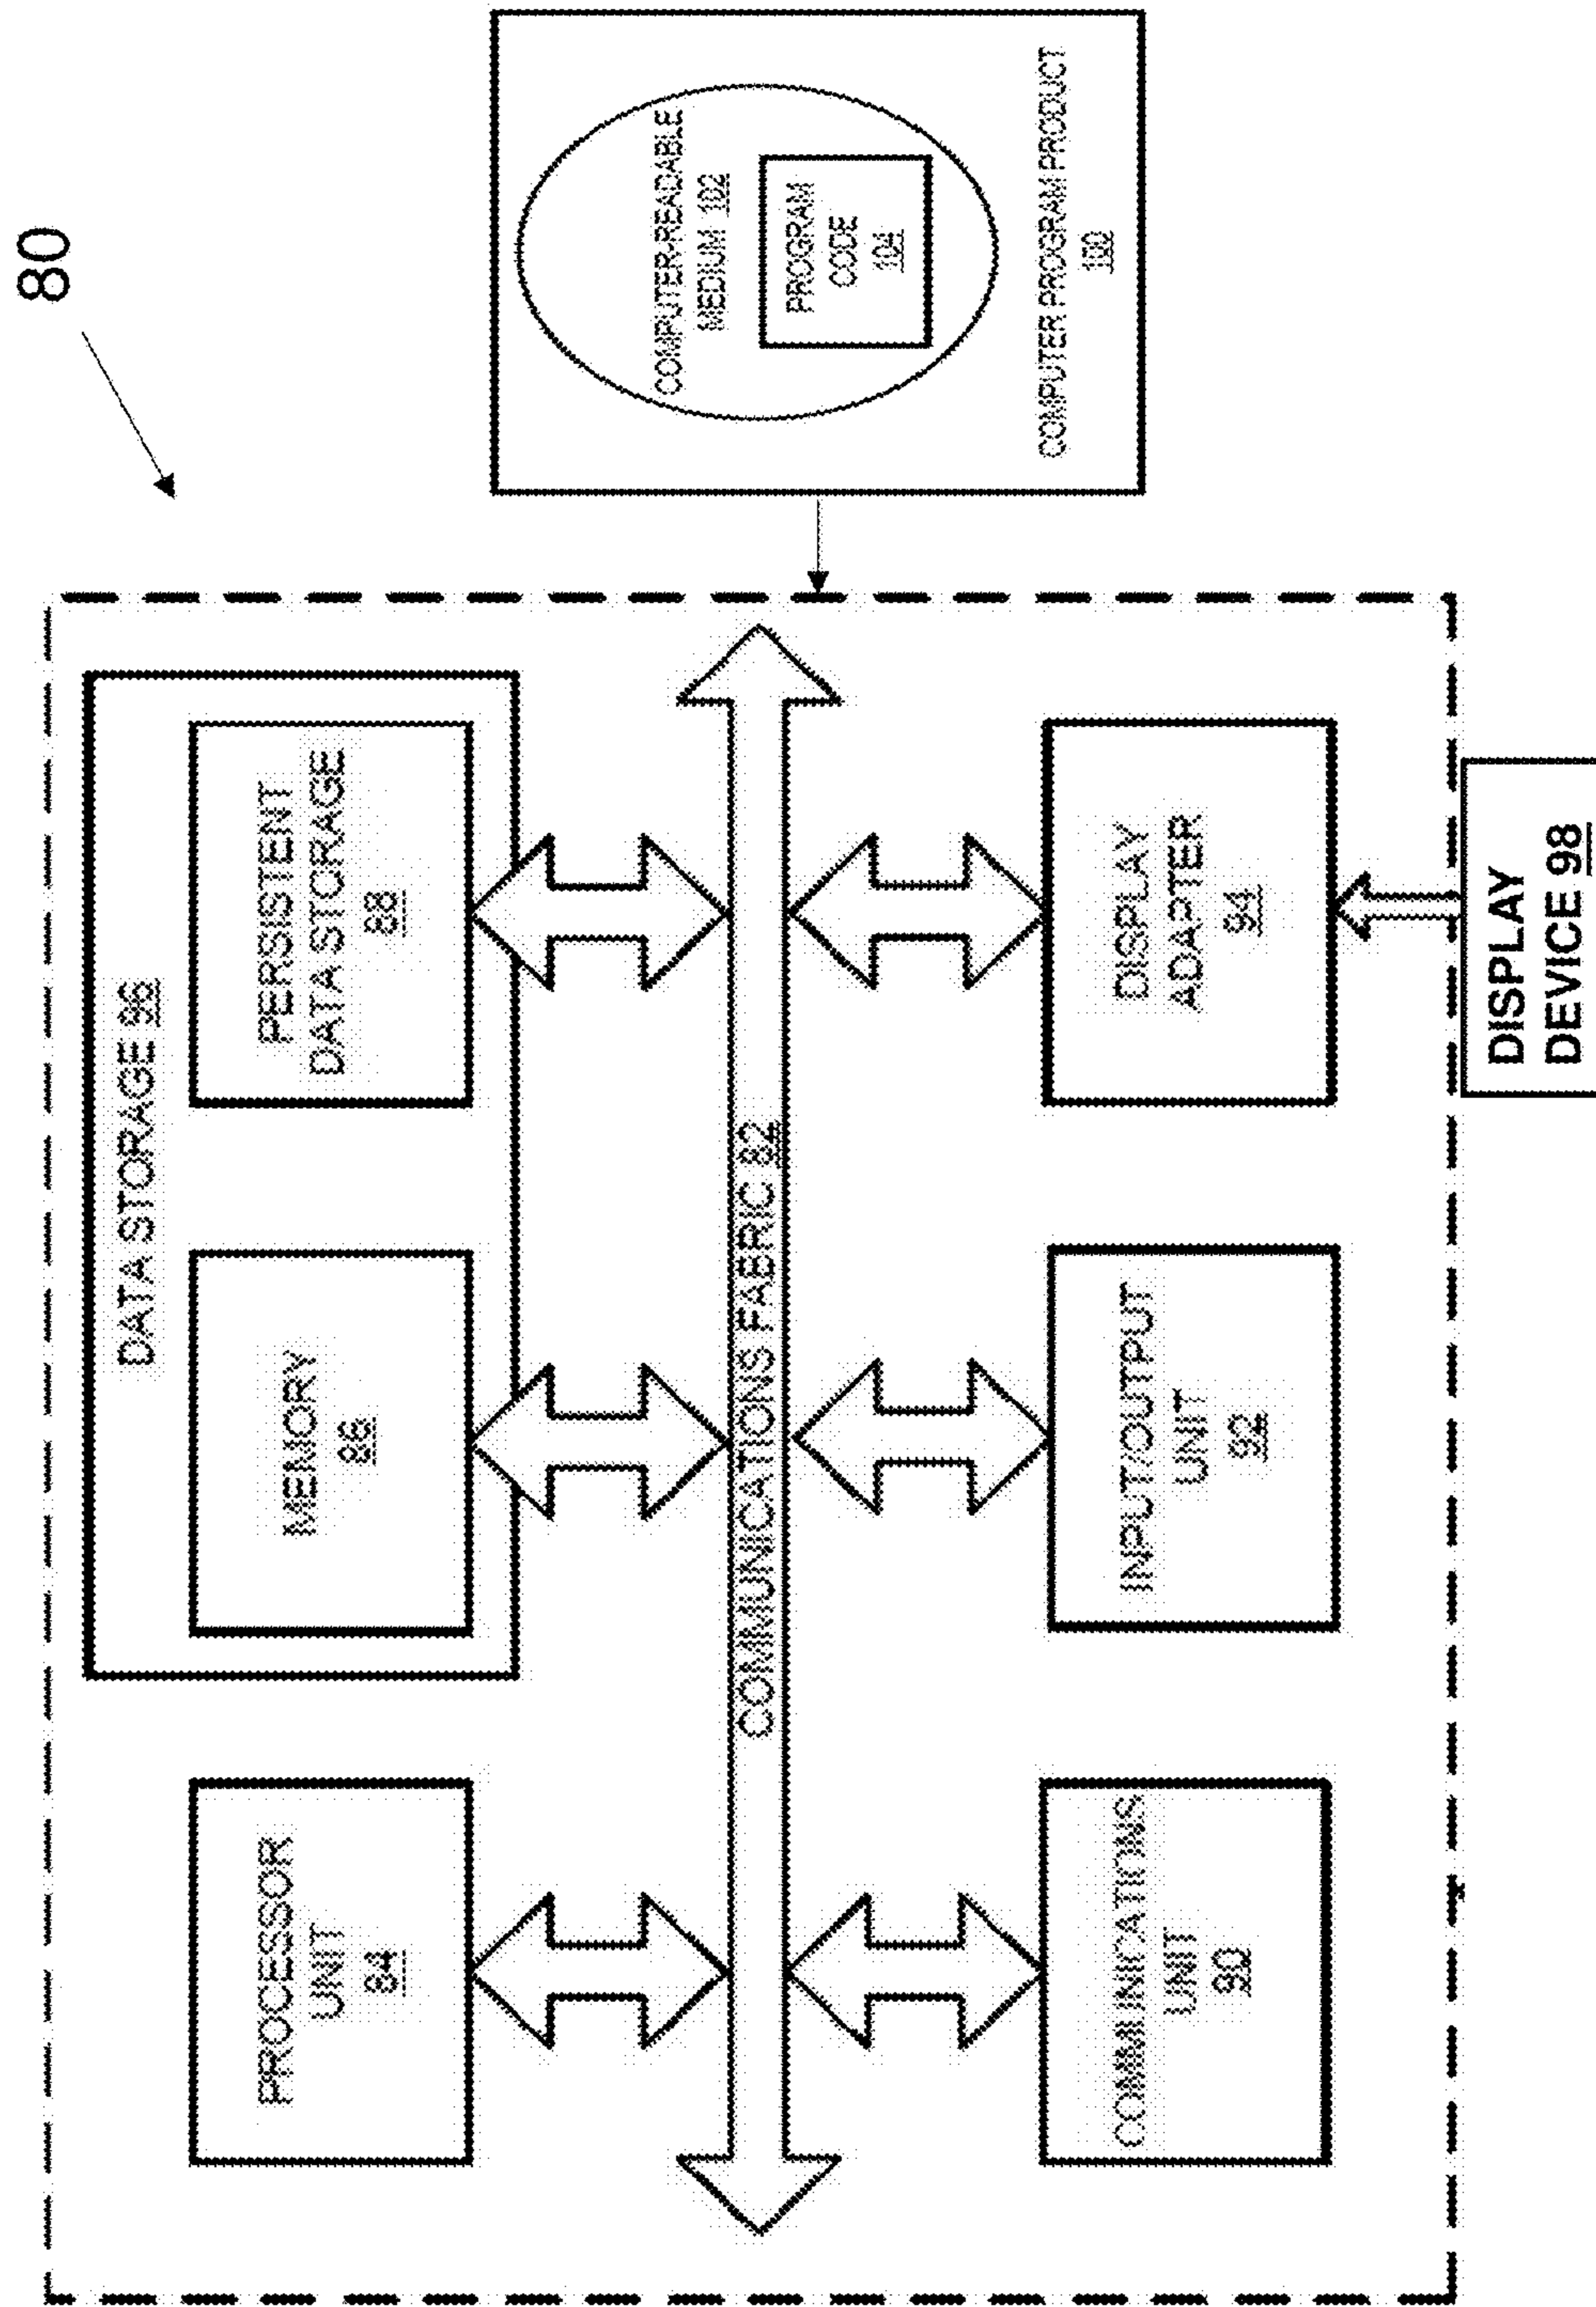 80
DATA STORAGE 96
PROCESSOR
UNIT
84
MEMORY
86
PERSISTENT
DATA STORAGE
88
COMMUNICATIONS FABRIC 82
COMMUNICATIONS
UNIT
90
INPUT/OUTPUT
UNIT
92
DISPLAY
ADAPTER
94
DISPLAY
DEVICE 98
COMPUTER-READABLE
MEDIUM 102
PROGRAM
CODE
104
COMPUTER PROGRAM PRODUCT
100